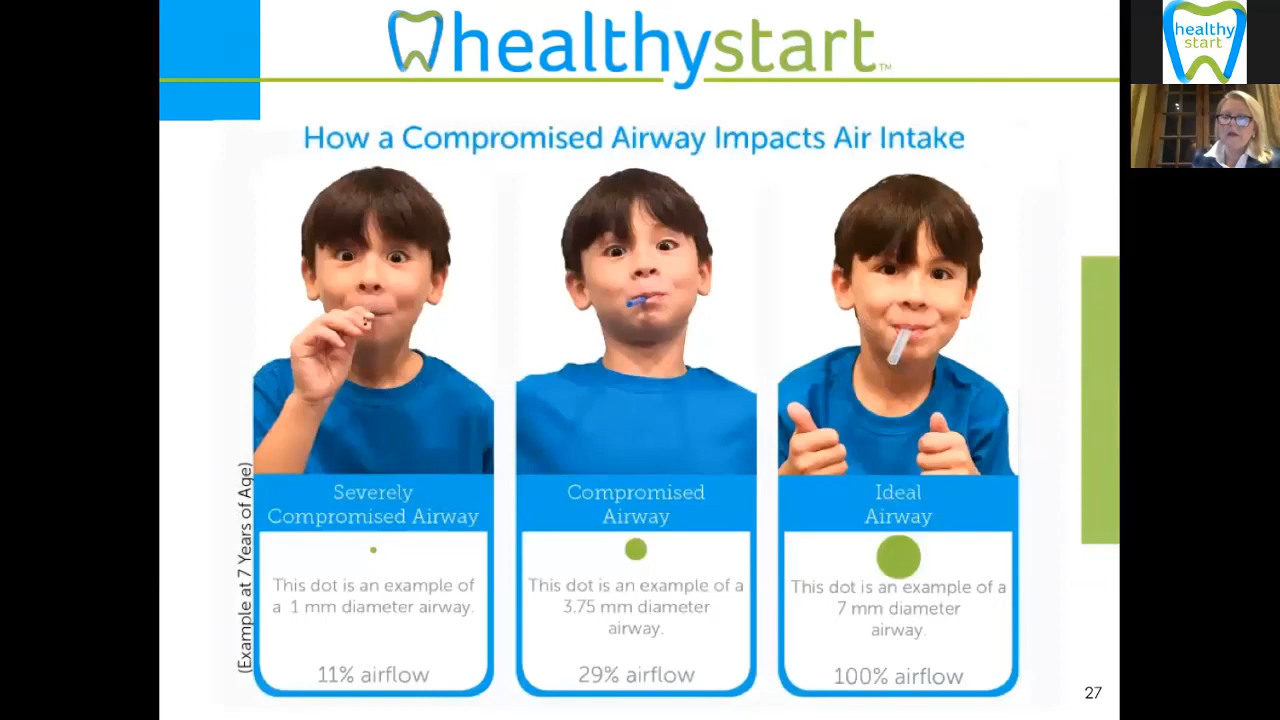 healthystart™
healthy
start
How a Compromised Airway Impacts Air Intake
(Example at 7 Years of Age)
Severely
Compromised Airway
This dot is an example of
a 1 mm diameter airway.
11% airflow
Compromised
Airway
This dot is an example of a
3.75 mm diameter
airway.
29% airflow
Ideal
Airway
This dot is an example of a
7 mm diameter
airway.
100% airflow
27